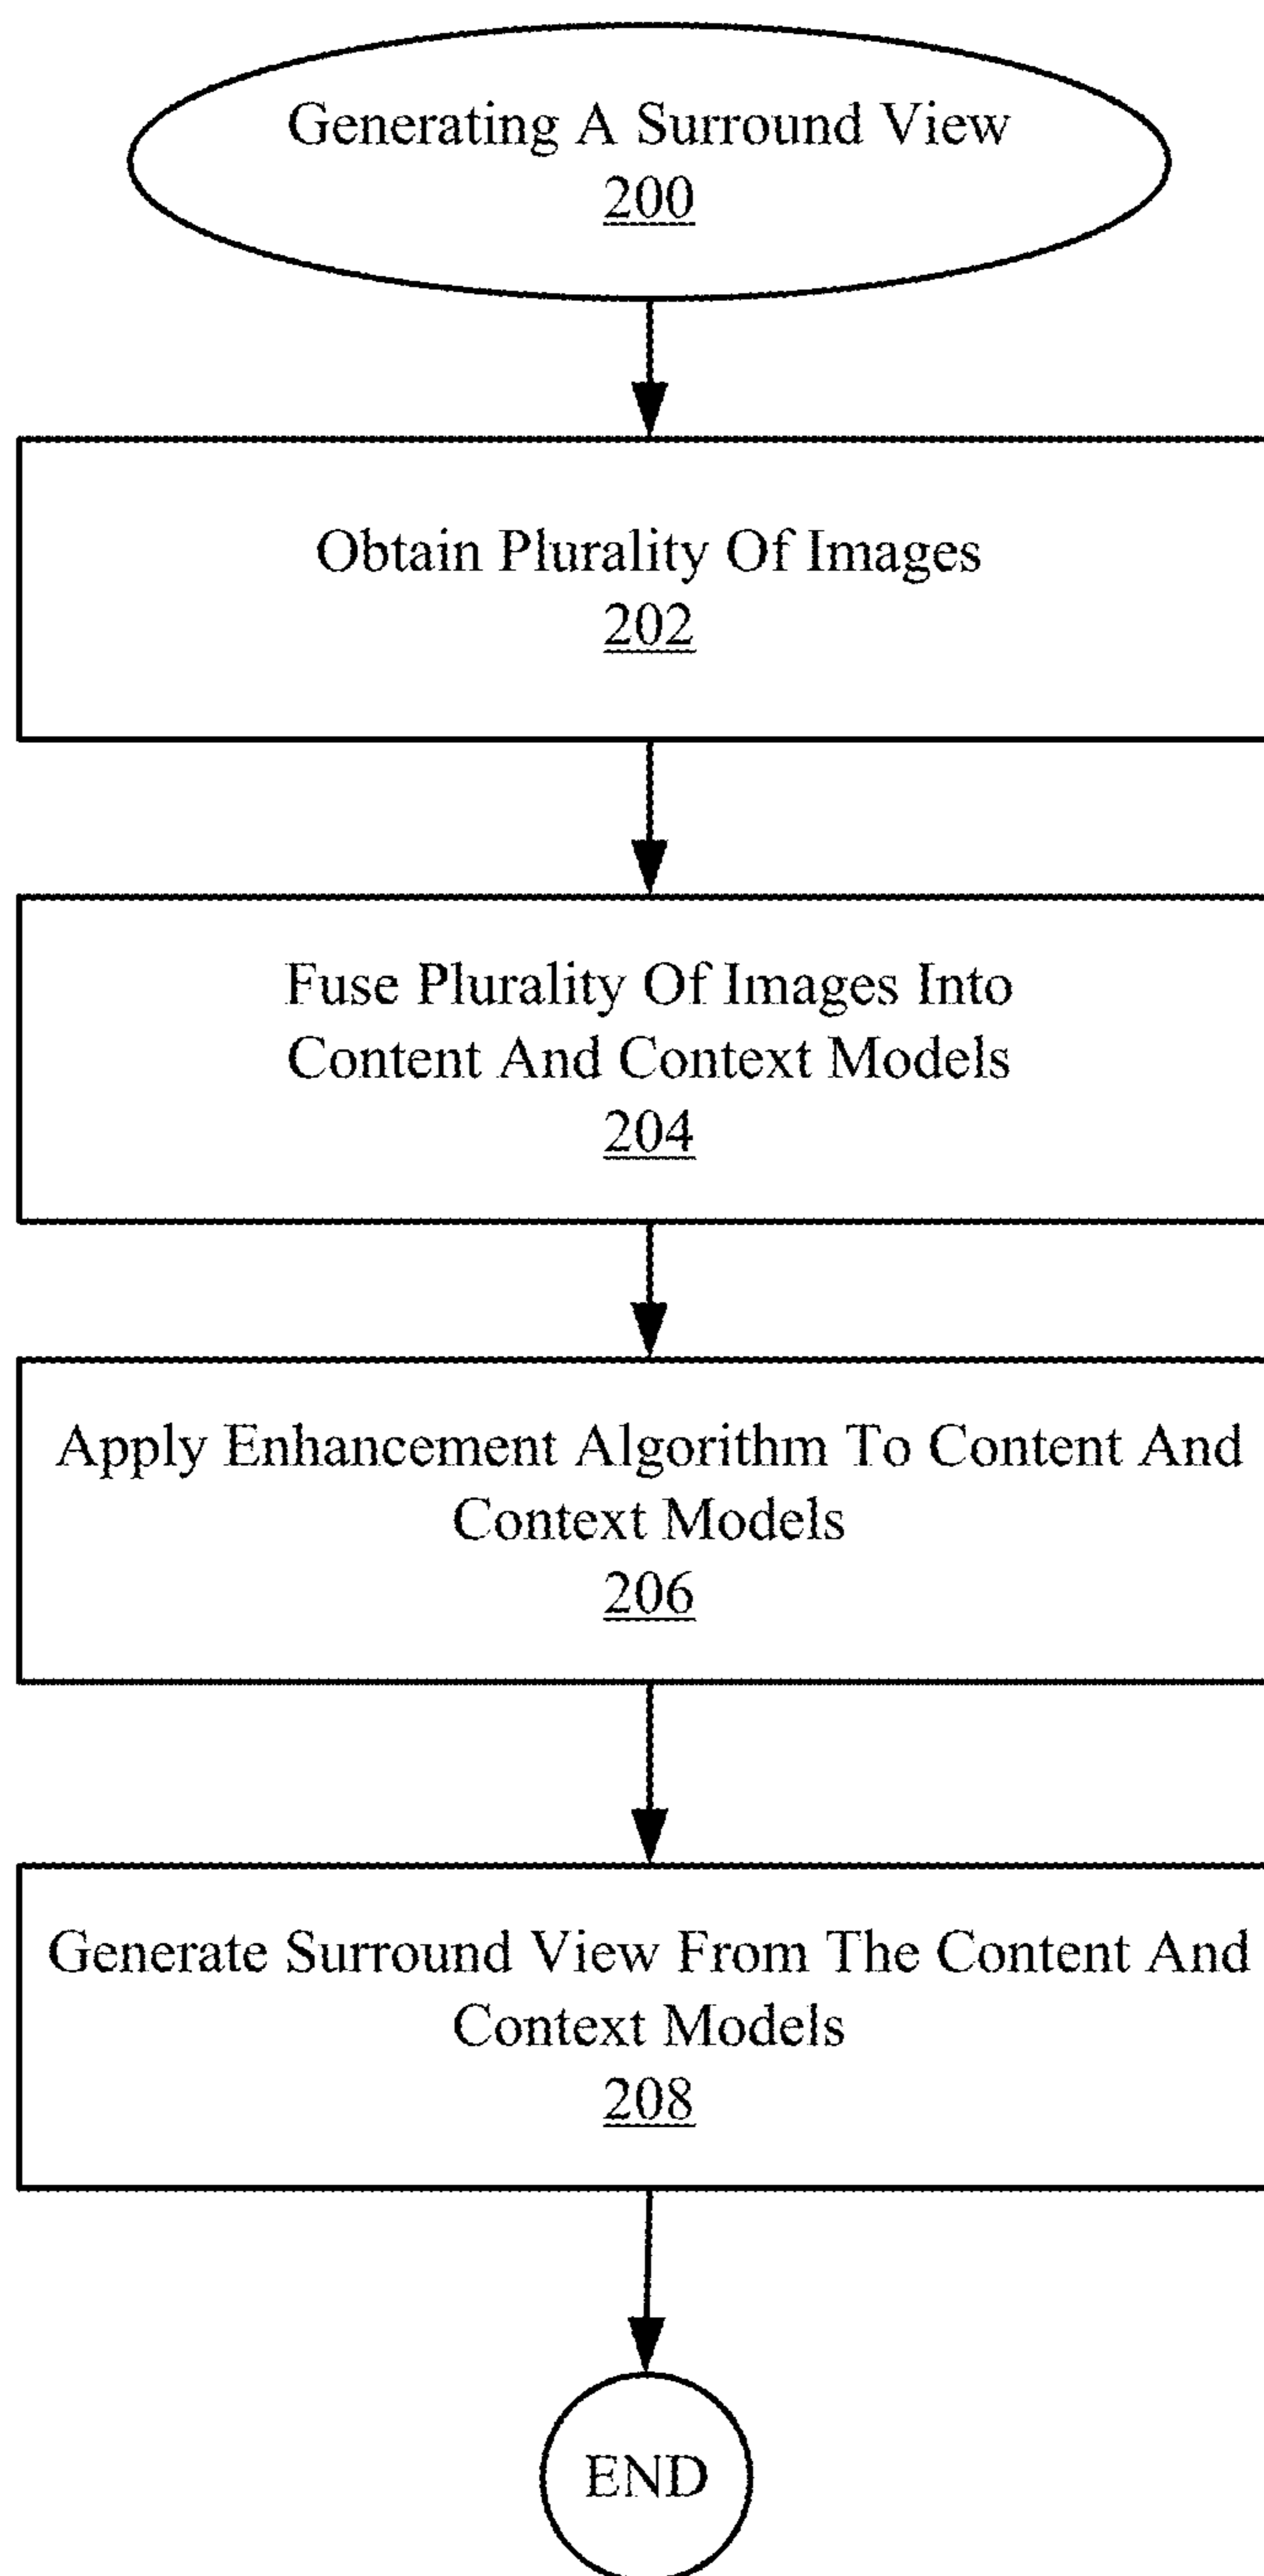 Generating A Surround View
200
Obtain Plurality Of Images
202
Fuse Plurality Of Images Into
Content And Context Models
204
Apply Enhancement Algorithm To Content And
Context Models
206
Generate Surround View From The Content And
Context Models
208
END